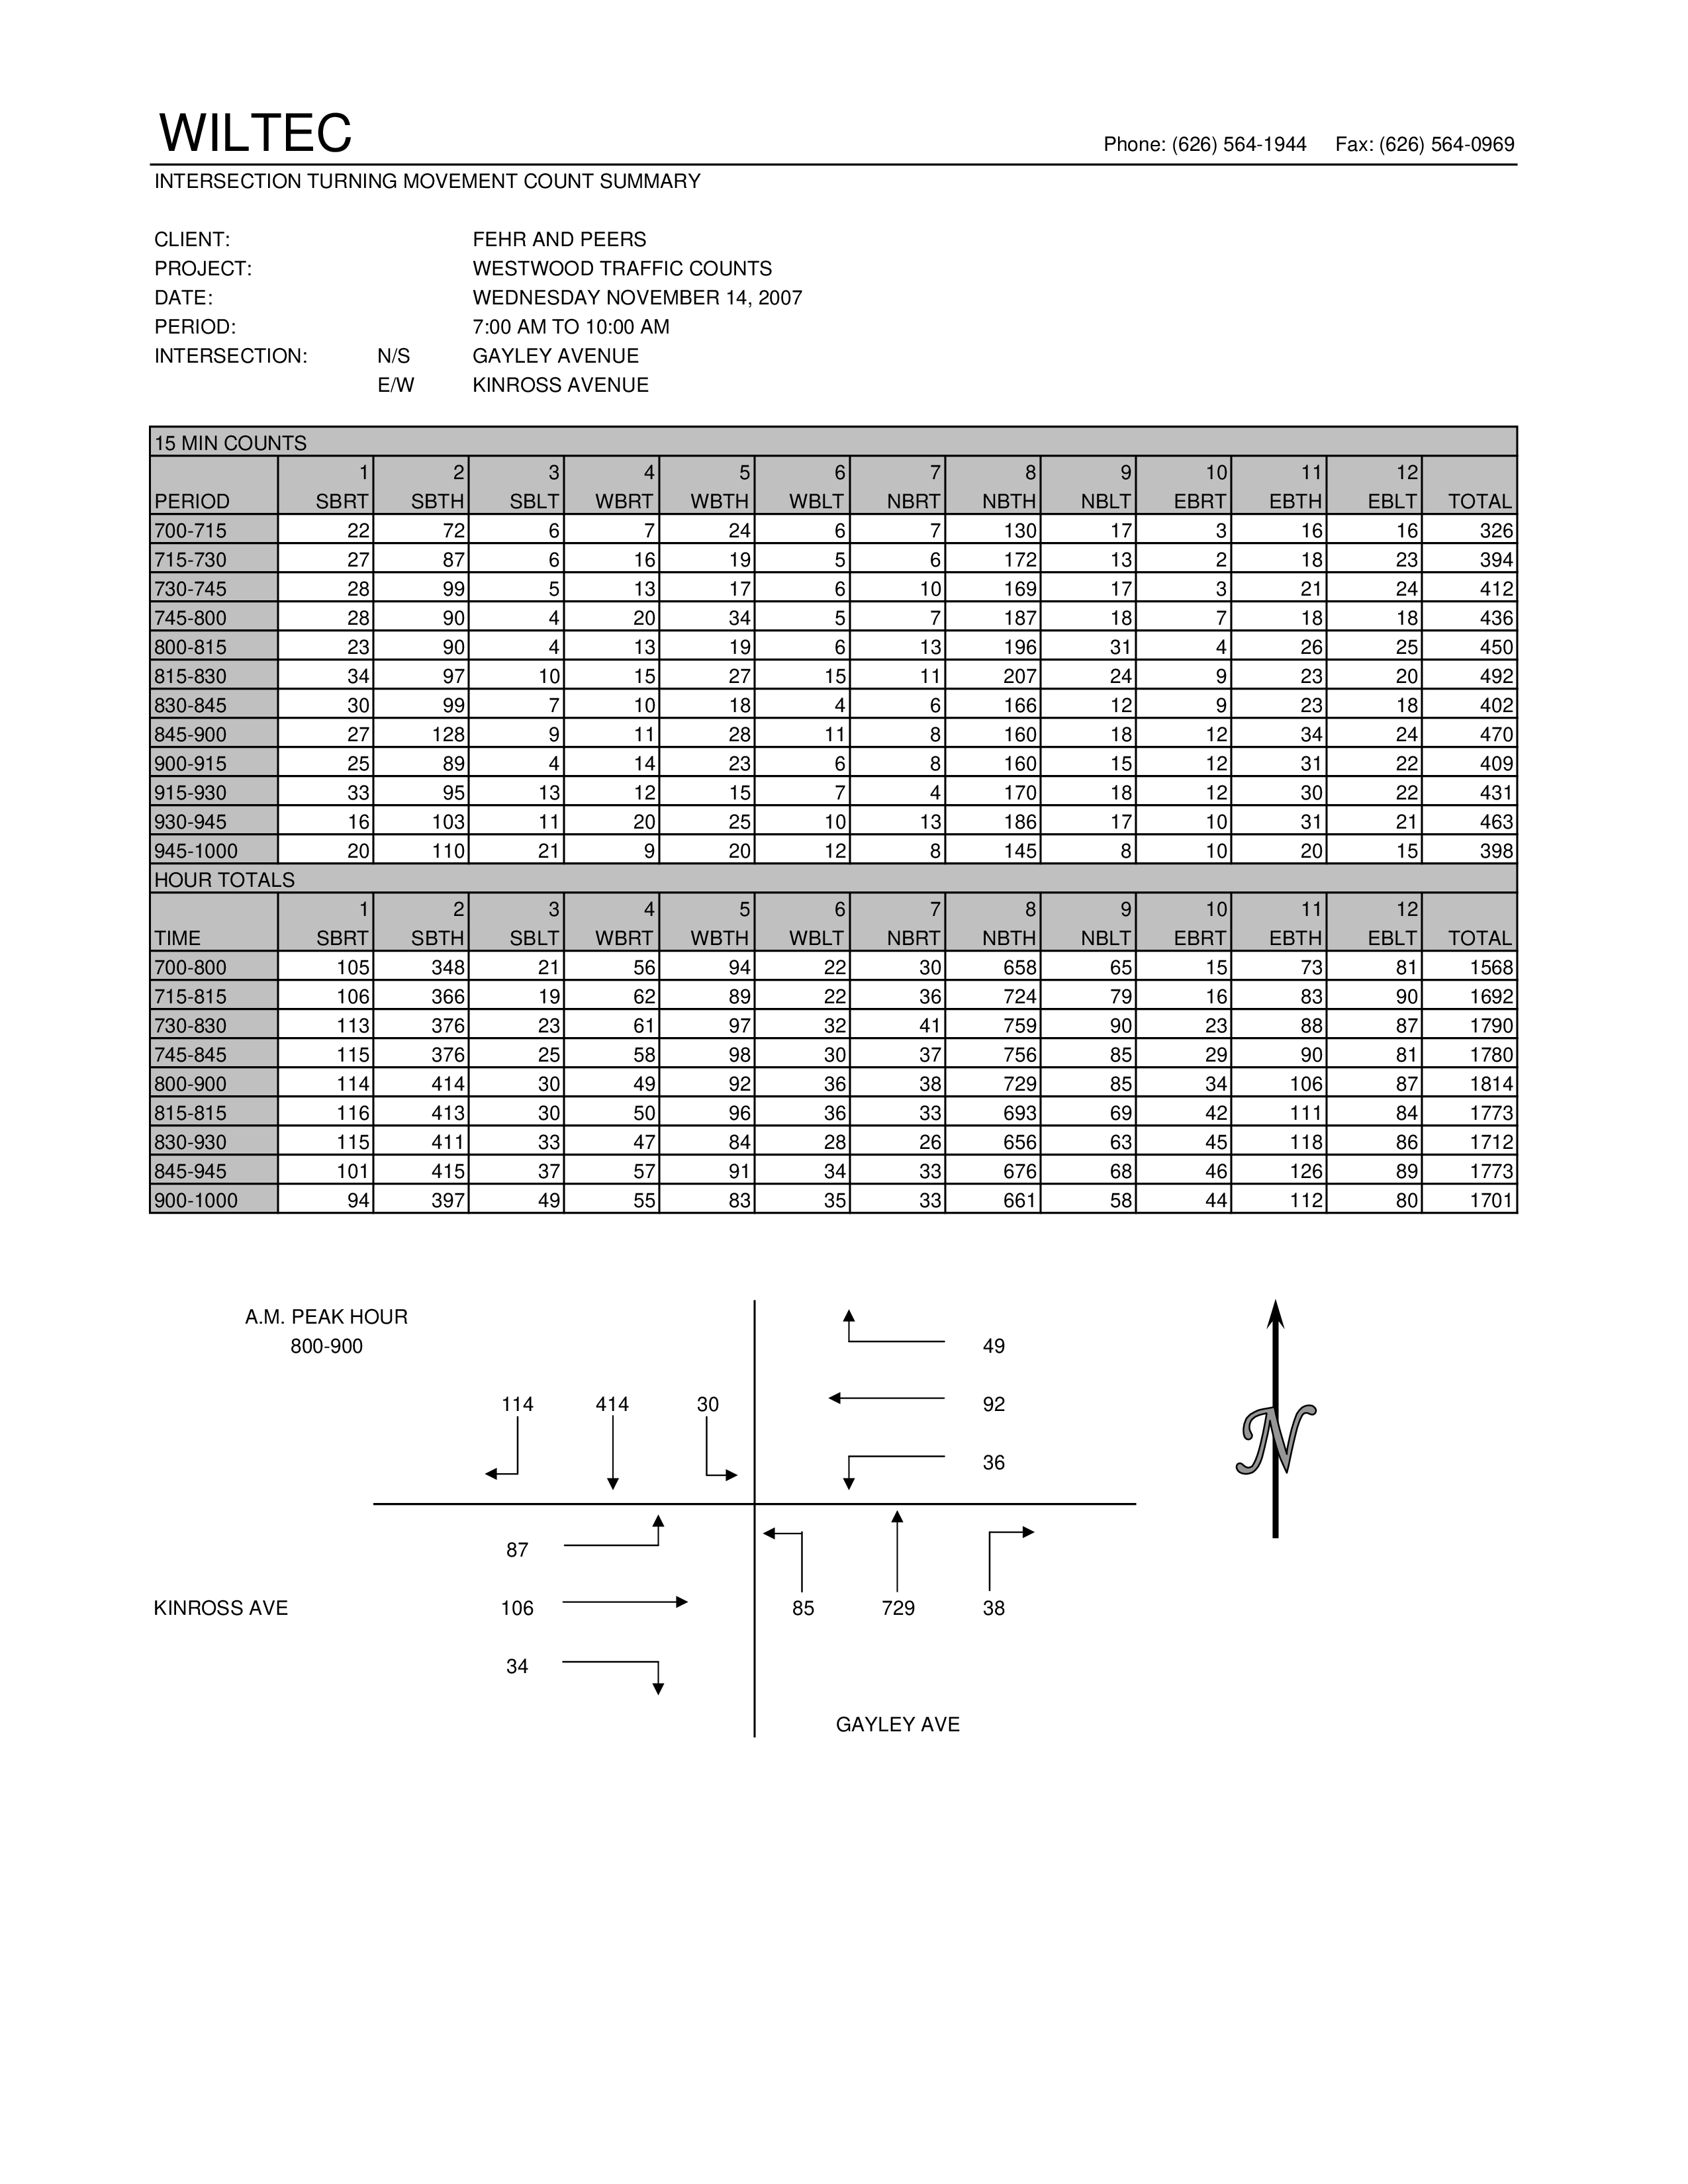 WILTEC
Phone: (626) 564-1944 Fax: (626) 564-0969
INTERSECTION TURNING MOVEMENT COUNT SUMMARY
CLIENT: FEHR AND PEERS
PROJECT: WESTWOOD TRAFFIC COUNTS
DATE: WEDNESDAY NOVEMBER 14, 2007
PERIOD: 7:00 AM TO 10:00 AM
INTERSECTION: N/S GAYLEY AVENUE
E/W KINROSS AVENUE
15 MIN COUNTS
1 2 3 4 5 6 7 8 9 10 11 12
PERIOD SBRT SBTH SBLT WBRT WBTH WBLT NBRT NBTH NBLT EBRT EBTH EBLT TOTAL
700-715 22 72 6 7 24 6 7 130 17 3 16 16 326
715-730 27 87 6 16 19 5 6 172 13 2 18 23 394
730-745 28 99 5 13 17 6 10 169 17 3 21 24 412
745-800 28 90 4 20 34 5 7 187 18 7 18 18 436
800-815 23 90 4 13 19 6 13 196 31 4 26 25 450
815-830 34 97 10 15 27 15 11 207 24 9 23 20 492
830-845 30 99 7 10 18 4 6 166 12 9 23 18 402
845-900 27 128 9 11 28 11 8 160 18 12 34 24 470
900-915 25 89 4 14 23 6 8 160 15 12 31 22 409
915-930 33 95 13 12 15 7 4 170 18 12 30 22 431
930-945 16 103 11 20 25 10 13 186 17 10 31 21 463
945-1000 20 110 21 9 20 12 8 145 8 10 20 15 398
HOUR TOTALS
1 2 3 4 5 6 7 8 9 10 11 12
TIME SBRT SBTH SBLT WBRT WBTH WBLT NBRT NBTH NBLT EBRT EBTH EBLT TOTAL
700-800 105 348 21 56 94 22 30 658 65 15 73 81 1568
715-815 106 366 19 62 89 22 36 724 79 16 83 90 1692
730-830 113 376 23 61 97 32 41 759 90 23 88 87 1790
745-845 115 376 25 58 98 30 37 756 85 29 90 81 1780
800-900 114 414 30 49 92 36 38 729 85 34 106 87 1814
815-815 116 413 30 50 96 36 33 693 69 42 111 84 1773
830-930 115 411 33 47 84 28 26 656 63 45 118 86 1712
845-945 101 415 37 57 91 34 33 676 68 46 126 89 1773
900-1000 94 397 49 55 83 35 33 661 58 44 112 80 1701
A.M. PEAK HOUR
800-900 49
114 414 30 92
N
36
87
KINROSS AVE 106 85 729 38
34
GAYLEY AVE